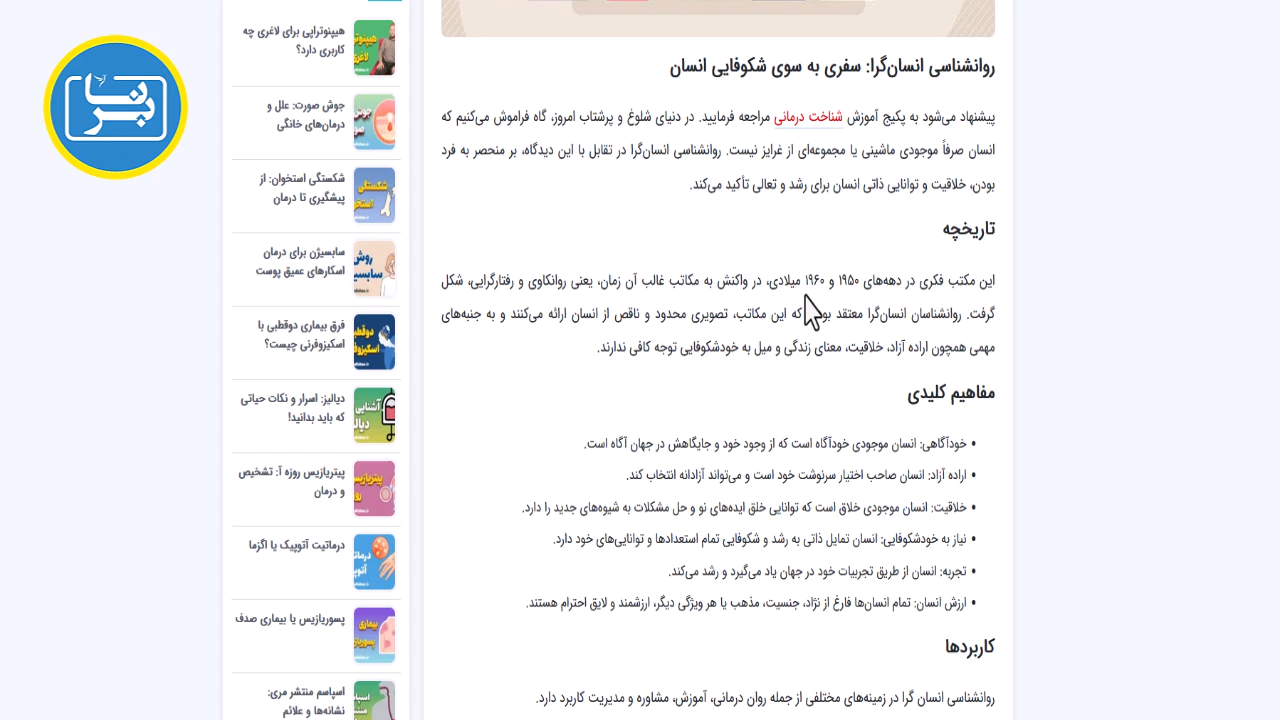 روانشناسی انسان‌گرا: سفری به سوی شکوفایی انسان
پیشنهاد می‌شود به پکیج آموزش شناخت درمانی مراجعه فرمایید. در دنیای شلوغ و پرشتاب امروز، گاه فراموش می‌کنیم که
انسان صرفاً موجودی ماشینی یا مجموعه‌ای از غرایز نیست. روانشناسی انسان‌گرا در تقابل با این دیدگاه، بر منحصر به فرد
بودن، خلاقیت و توانایی ذاتی انسان برای رشد و تعالی تأکید می‌کند.
تاریخچه
این مکتب فکری در دهه‌های ۱۹۵۰ و ۱۹۶۰ میلادی، در واکنش به مکاتب غالب آن زمان، یعنی روانکاوی و رفتارگرایی، شکل
گرفت. روانشناسان انسان‌گرا معتقد که این مکاتب، تصویری محدود و ناقص از انسان ارائه می‌کنند و به جنبه‌های
مهمی همچون اراده آزاد، خلاقیت، معنای زندگی و میل به خودشکوفایی توجه کافی ندارند.
مفاهیم کلیدی
• خودآگاهی: انسان موجودی خودآگاه است که از وجود خود و جایگاهش در جهان آگاه است.
• اراده آزاد: انسان صاحب اختیار سرنوشت خود است و می‌تواند آزادانه انتخاب کند.
• خلاقیت: انسان موجودی خلاق است که توانایی خلق ایده‌های نو و حل مشکلات به شیوه‌های جدید را دارد.
• نیاز به خودشکوفایی: انسان تمایل ذاتی به رشد و شکوفایی تمام استعدادها و توانایی‌های خود دارد.
• تجربه: انسان از طریق تجربیات خود در جهان یاد می‌گیرد و رشد می‌کند.
• ارزش انسان: تمام انسان‌ها فارغ از نژاد، جنسیت، مذهب یا هر ویژگی دیگر، ارزشمند و لایق احترام هستند.
کاربردها
روانشناسی انسان گرا در زمینه‌های مختلفی از جمله روان درمانی، آموزش، مشاوره و مدیریت کاربرد دارد.
هیپنوتراپی برای لاغری چه
کاربری دارد؟
جوش صورت: علل و
درمان‌های خانگی
شکستگی استخوان: از
پیشگیری تا درمان
سابسیژن برای درمان
اسکارهای عمیق پوست
فرق بیماری دوقطبی با
اسکیزوفرنی چیست؟
دیالیز: اسرار و نکات حیاتی
که باید بدانید!
پیتریازیس روزه آ: تشخیص
و درمان
درماتیت آتوپیک یا اگزما
پسوریازیس یا بیماری صدف
اسپاسم منتشر مری:
نشانه‌ها و علائم
برنا